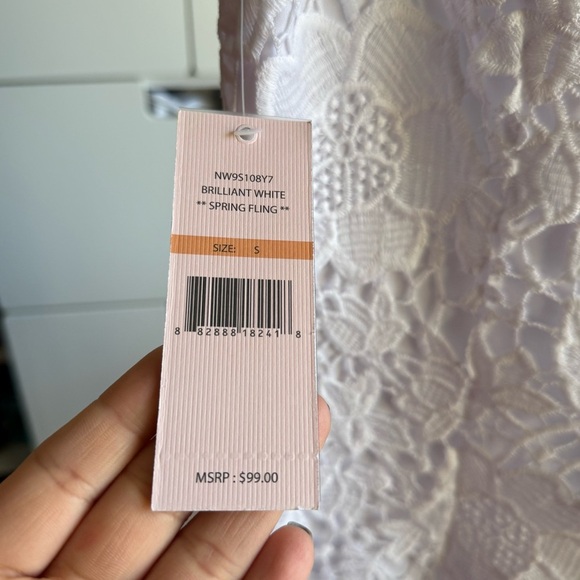 NW9S108Y7
BRILLIANT WHITE
** SPRING FLING **
SIZE: S
8 82888 18241 8
MSRP : $99.00